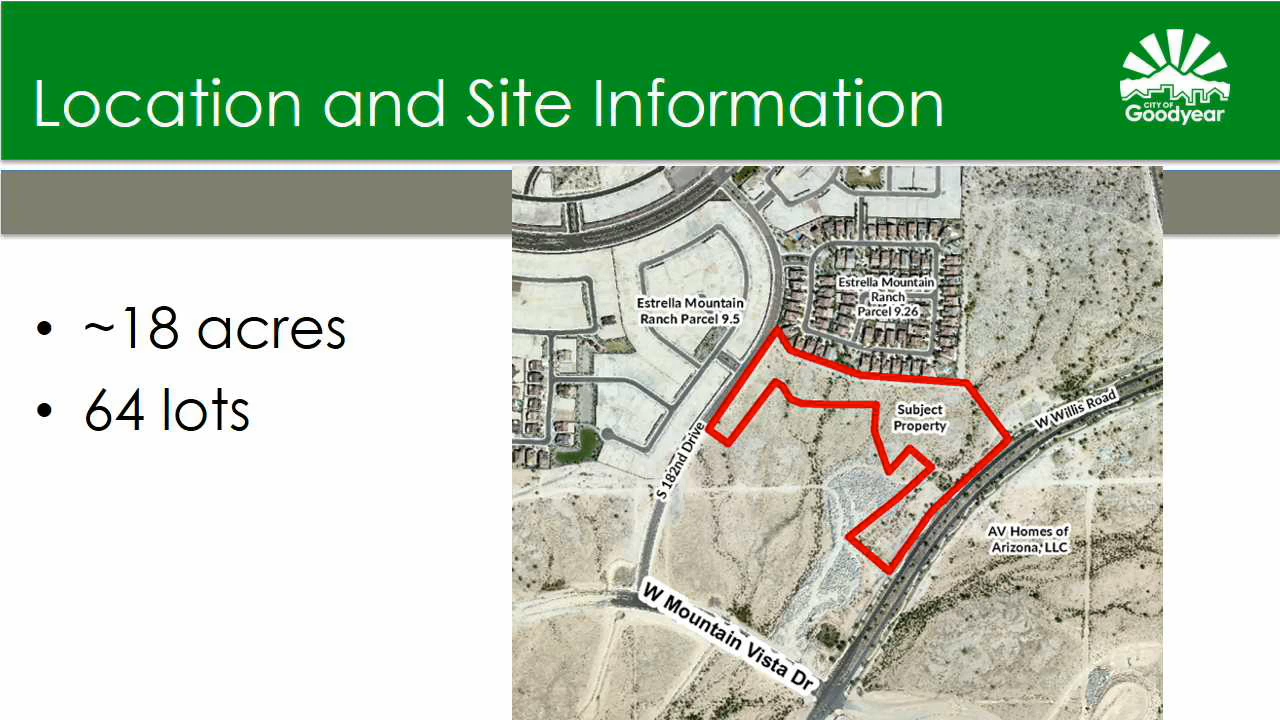 Location and Site Information
CITY OF
Goodyear
• ~18 acres
• 64 lots
Estrella Mountain
Ranch Parcel 9.5
Estrella Mountain
Ranch
Parcel 9.26
Subject
Property
W Willis Road
S 182nd Drive
AV Homes of
Arizona, LLC
W Mountain Vista Dr